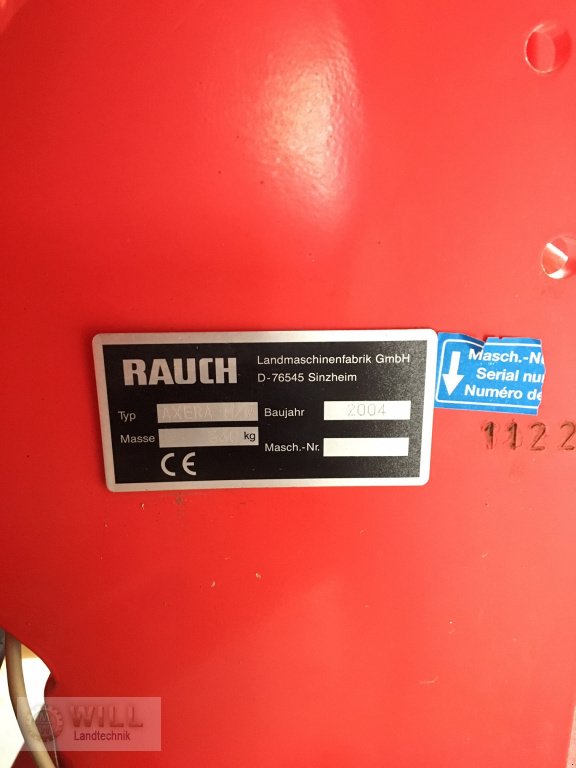 RAUCH
Landmaschinenfabrik GmbH
D-76545 Sinzheim
Typ AXERA Baujahr 2004
Masse kg Masch.-Nr.
CE
Masch.-N
Serial nu
Numéro de
1122
WILL
Landtechnik